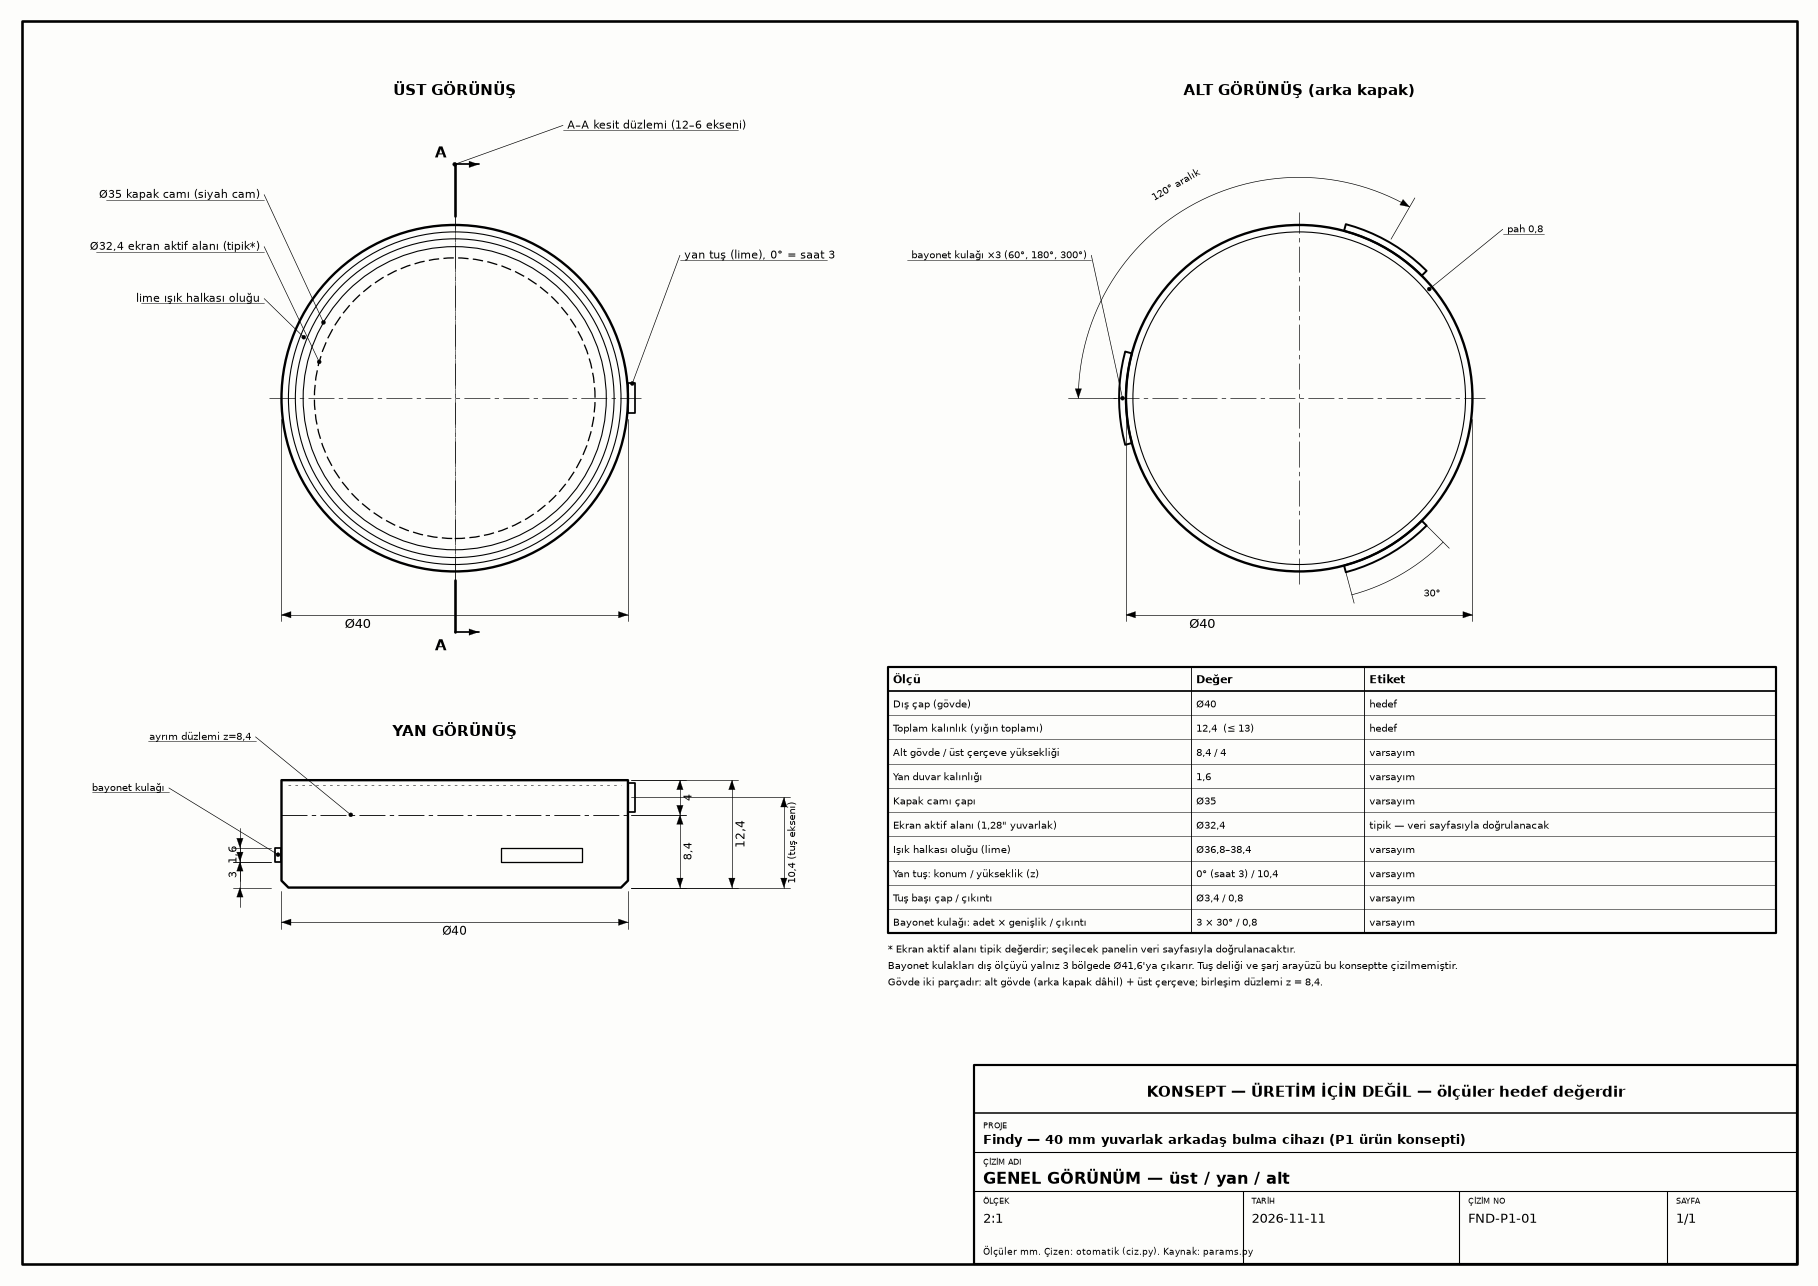 ÜST GÖRÜNÜŞ
A–A kesit düzlemi (12–6 ekseni)
A
Ø35 kapak camı (siyah cam)
Ø32,4 ekran aktif alanı (tipik*)
lime ışık halkası oluğu
yan tuş (lime), 0° = saat 3
Ø40
A
ALT GÖRÜNÜŞ (arka kapak)
120° aralık
pah 0,8
bayonet kulağı ×3 (60°, 180°, 300°)
30°
Ø40
YAN GÖRÜNÜŞ
ayrım düzlemi z=8,4
bayonet kulağı
1,6
3
4
8,4
12,4
10,4 (tuş ekseni)
Ø40
Ölçü Değer Etiket
Dış çap (gövde) Ø40 hedef
Toplam kalınlık (yığın toplamı) 12,4 (≤ 13) hedef
Alt gövde / üst çerçeve yüksekliği 8,4 / 4 varsayım
Yan duvar kalınlığı 1,6 varsayım
Kapak camı çapı Ø35 varsayım
Ekran aktif alanı (1,28" yuvarlak) Ø32,4 tipik — veri sayfasıyla doğrulanacak
Işık halkası oluğu (lime) Ø36,8–38,4 varsayım
Yan tuş: konum / yükseklik (z) 0° (saat 3) / 10,4 varsayım
Tuş başı çap / çıkıntı Ø3,4 / 0,8 varsayım
Bayonet kulağı: adet × genişlik / çıkıntı 3 × 30° / 0,8 varsayım
* Ekran aktif alanı tipik değerdir; seçilecek panelin veri sayfasıyla doğrulanacaktır.
Bayonet kulakları dış ölçüyü yalnız 3 bölgede Ø41,6'ya çıkarır. Tuş deliği ve şarj arayüzü bu konseptte çizilmemiştir.
Gövde iki parçadır: alt gövde (arka kapak dâhil) + üst çerçeve; birleşim düzlemi z = 8,4.
KONSEPT — ÜRETİM İÇİN DEĞİL — ölçüler hedef değerdir
PROJE
Findy — 40 mm yuvarlak arkadaş bulma cihazı (P1 ürün konsepti)
ÇİZİM ADI
GENEL GÖRÜNÜM — üst / yan / alt
ÖLÇEK TARİH ÇİZİM NO SAYFA
2:1 2026-11-11 FND-P1-01 1/1
Ölçüler mm. Çizen: otomatik (ciz.py). Kaynak: params.py